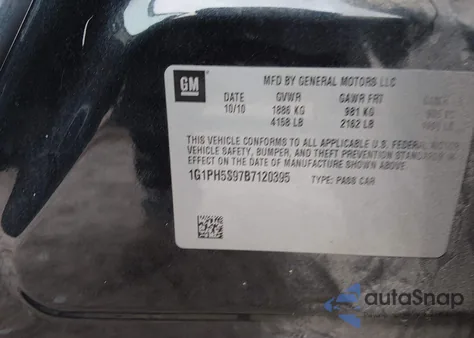 GM
MFD BY GENERAL MOTORS LLC
DATE GVWR GAWR FRT
10/10 1886 KG 981 KG
4158 LB 2162 LB
THIS VEHICLE CONFORMS TO ALL APPLICABLE U.S. FEDERAL MOTOR
VEHICLE SAFETY, BUMPER, AND THEFT PREVENTION STANDARDS IN
EFFECT ON THE DATE OF MANUFACTURE SHOWN ABOVE.
1G1PH5S97B7120395 TYPE: PASS CAR
autoSnap